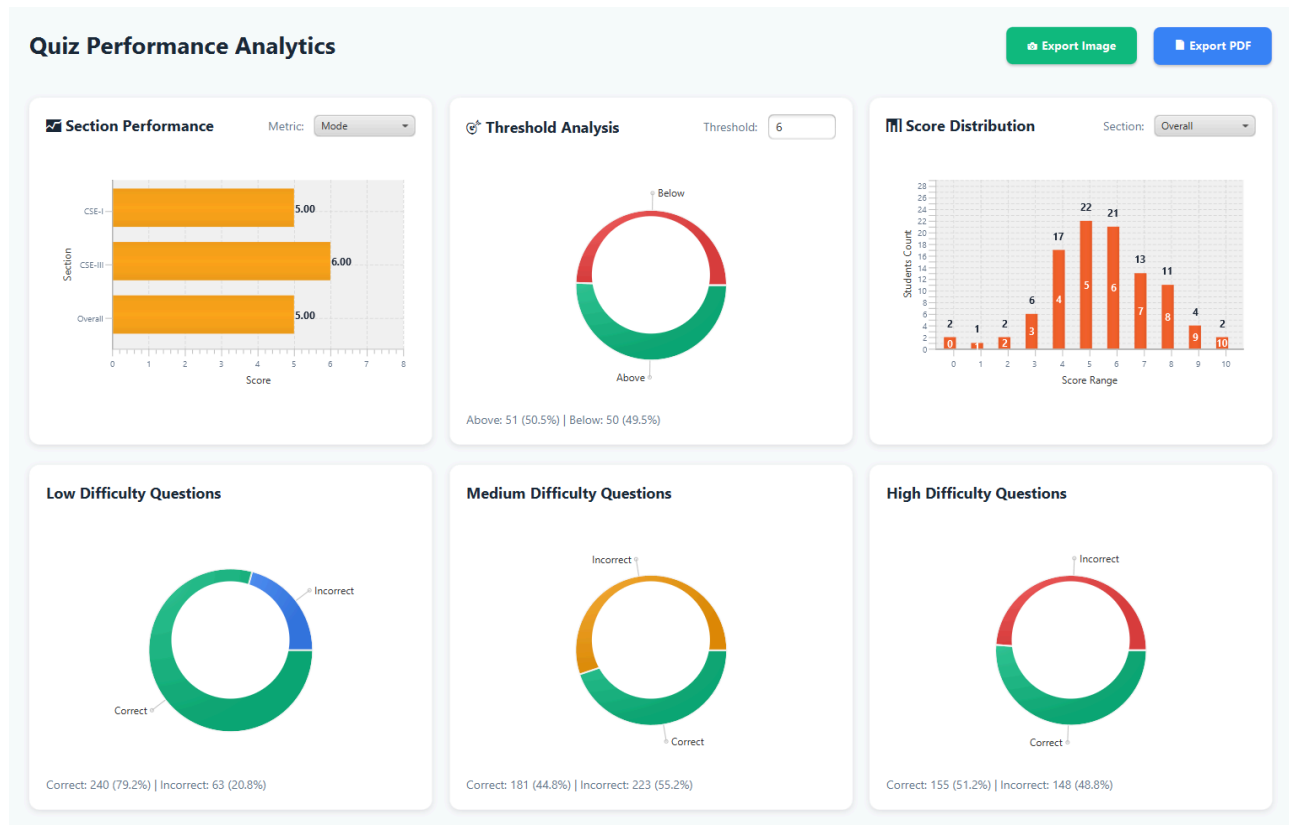 Quiz Performance Analytics
Export Image
Export PDF
Section Performance
Metric:
Mode
CSE-I
5.00
CSE-III
6.00
Overall
5.00
Section
0 1 2 3 4 5 6 7 8
Score
Threshold Analysis
Threshold:
6
Below
Above
Above: 51 (50.5%) | Below: 50 (49.5%)
Score Distribution
Section:
Overall
Students Count
28
26
24
22
20
18
16
14
12
10
8
6
4
2
0
2 1 2 6 17 22 21 13 11 4 2
0 1 2 3 4 5 6 7 8 9 10
0 1 2 3 4 5 6 7 8 9 10
Score Range
Low Difficulty Questions
Incorrect
Correct
Correct: 240 (79.2%) | Incorrect: 63 (20.8%)
Medium Difficulty Questions
Incorrect
Correct
Correct: 181 (44.8%) | Incorrect: 223 (55.2%)
High Difficulty Questions
Incorrect
Correct
Correct: 155 (51.2%) | Incorrect: 148 (48.8%)